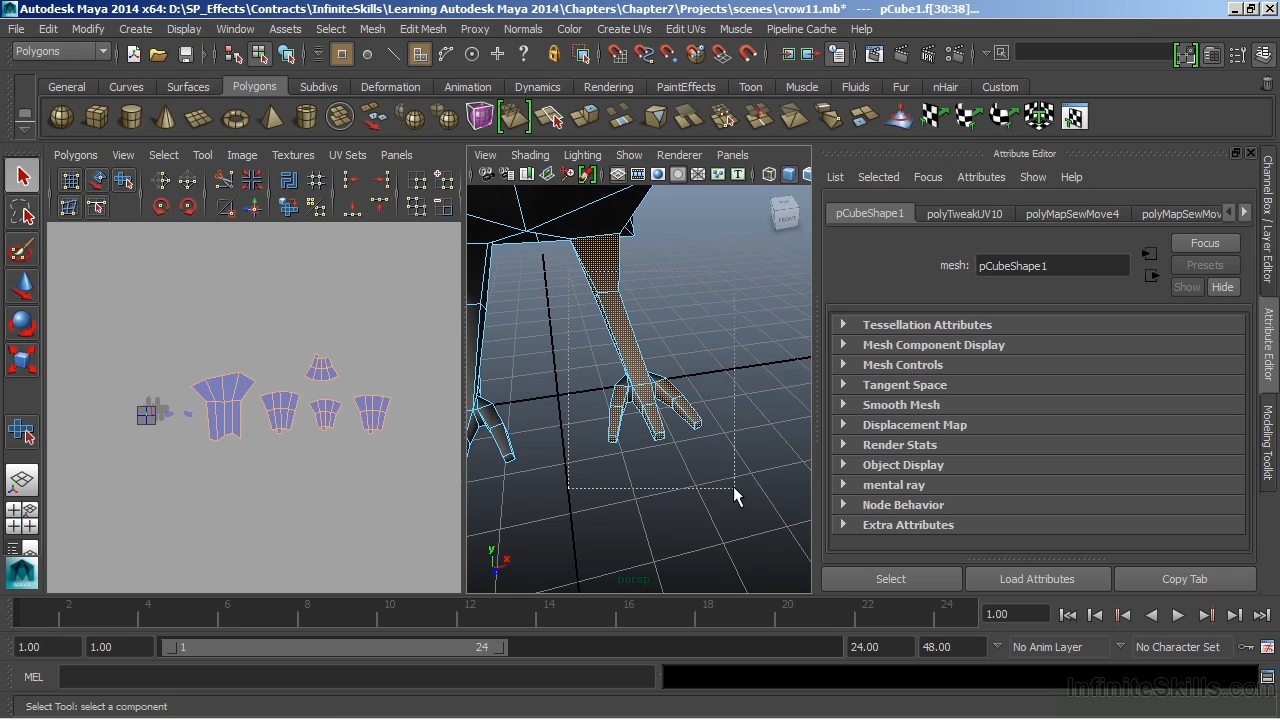 Autodesk Maya 2014 x64: D:\SP_Effects\Contracts\InfiniteSkills\Learning Autodesk Maya 2014\Chapters\Chapter7\Projects\scenes\crow11.mb* --- pCube1.f[30:38]...
File Edit Modify Create Display Window Assets Select Mesh Edit Mesh Proxy Normals Color Create UVs Edit UVs Muscle Pipeline Cache Help
Polygons
General Curves Surfaces Polygons Subdivs Deformation Animation Dynamics Rendering PaintEffects Toon Muscle Fluids Fur nHair Custom
Polygons View Select Tool Image Textures UV Sets Panels
View Shading Lighting Show Renderer Panels
Attribute Editor
List Selected Focus Attributes Show Help
pCubeShape1 polyTweakUV10 polyMapSewMove4 polyMapSewMov
mesh: pCubeShape1
Focus
Presets
Show Hide
Tessellation Attributes
Mesh Component Display
Mesh Controls
Tangent Space
Smooth Mesh
Displacement Map
Render Stats
Object Display
mental ray
Node Behavior
Extra Attributes
Select Load Attributes Copy Tab
Channel Box / Layer Editor
Attribute Editor
Modeling Toolkit
TOP
FRONT
y
x
persp
MAYA
2 4 6 8 10 12 14 16 18 20 22 24
1.00
1.00 1.00 1 24 24.00 48.00 No Anim Layer No Character Set
MEL
InfiniteSkills.com
Select Tool: select a component